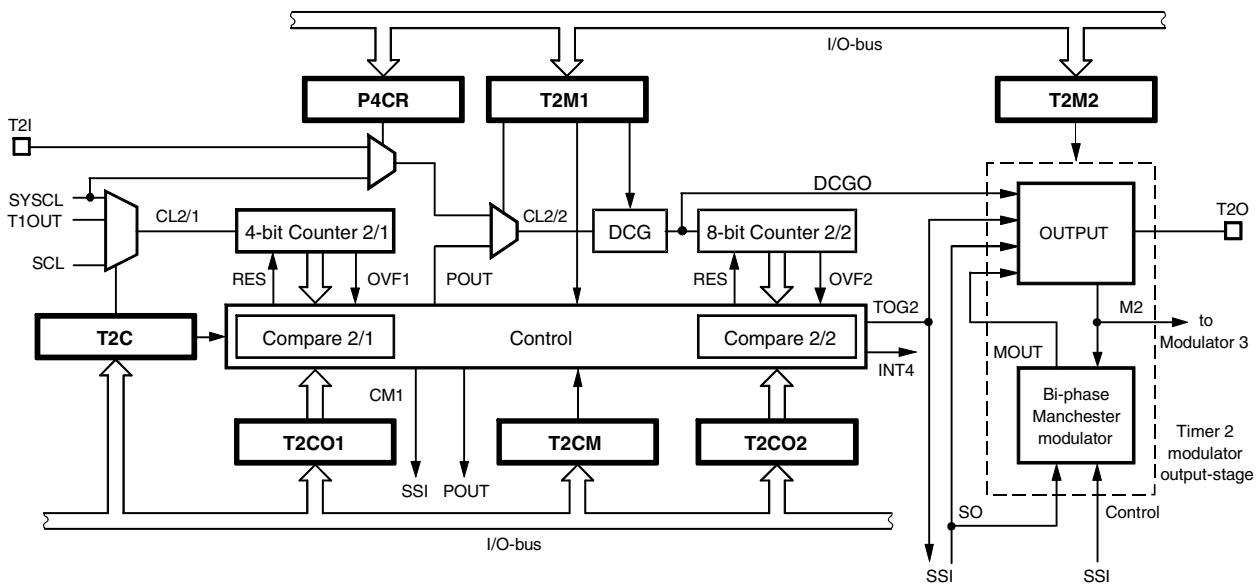 I/O-bus
P4CR
T2M1
T2M2
T2I
SYSCL
T1OUT
SCL
CL2/1
4-bit Counter 2/1
CL2/2
DCG
8-bit Counter 2/2
DCGO
OUTPUT
T2O
RES
OVF1
POUT
RES
OVF2
TOG2
M2
to
Modulator 3
T2C
Compare 2/1
Control
Compare 2/2
INT4
MOUT
Bi-phase
Manchester
modulator
CM1
T2CO1
T2CM
T2CO2
Timer 2
modulator
output-stage
SSI
POUT
SO
Control
I/O-bus
SSI
SSI